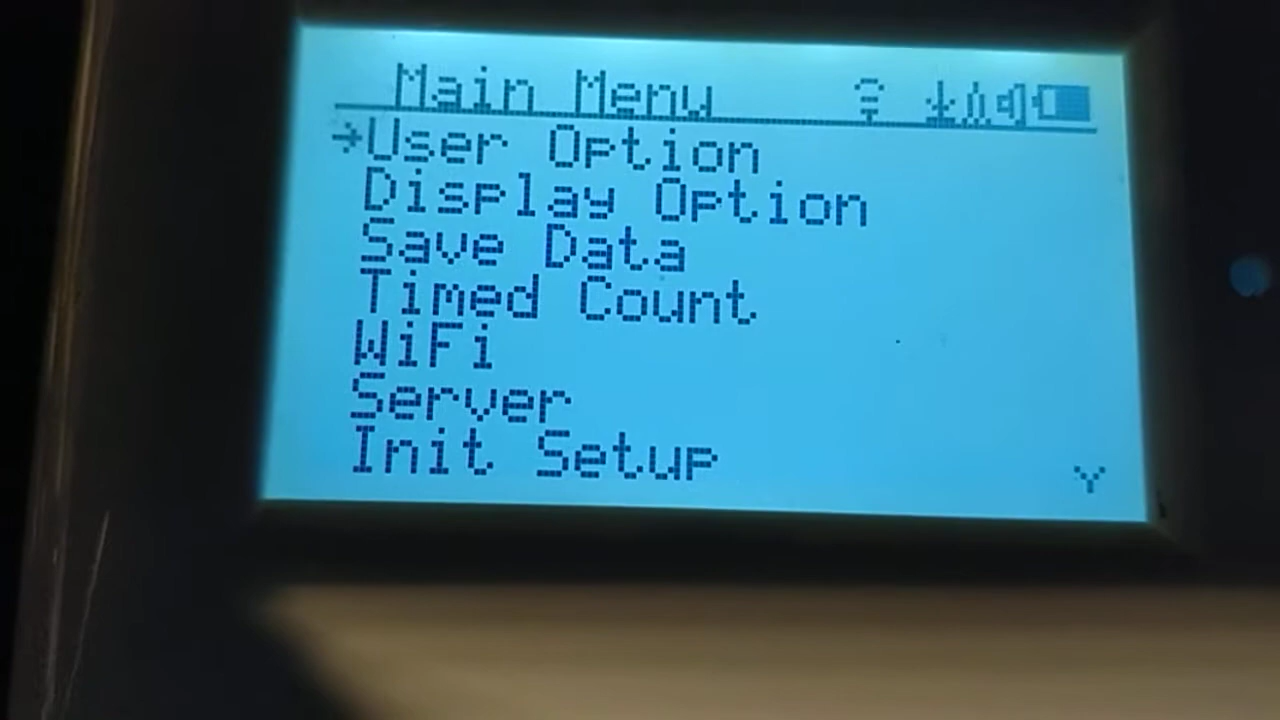 Main Menu
User Option
Display Option
Save Data
Timed Count
WiFi
Server
Init Setup